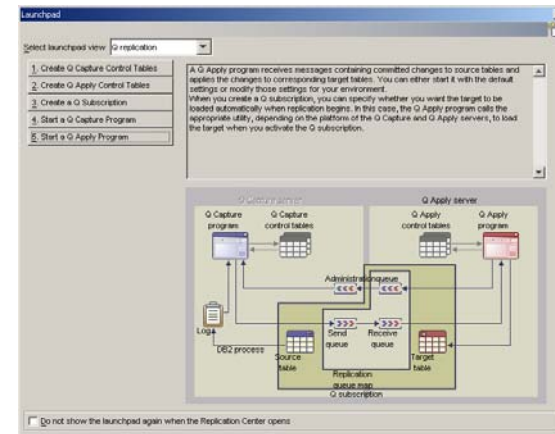 Launchpad
Select launchpad view Q replication
1. Create Q Capture Control Tables
2. Create Q Apply Control Tables
3. Create a Q Subscription
4. Start a Q Capture Program
5. Start a Q Apply Program
A Q Apply program receives messages containing committed changes to source tables and
applies the changes to corresponding target tables. You can either start it with the default
settings or modify those settings for your environment.
When you create a Q subscription, you can specify whether you want the target to be
loaded automatically when replication begins. In this case, the Q Apply program calls the
appropriate utility, depending on the platform of the Q Capture and Q Apply servers, to load
the target when you activate the Q subscription.
Q Capture server
Q Apply server
Q Capture program
Q Capture control tables
Q Apply control tables
Q Apply program
Administration queue
Log
Send queue
Receive queue
DB2 process
Source table
Target table
Replication queue map
Q subscription
Do not show the launchpad again when the Replication Center opens